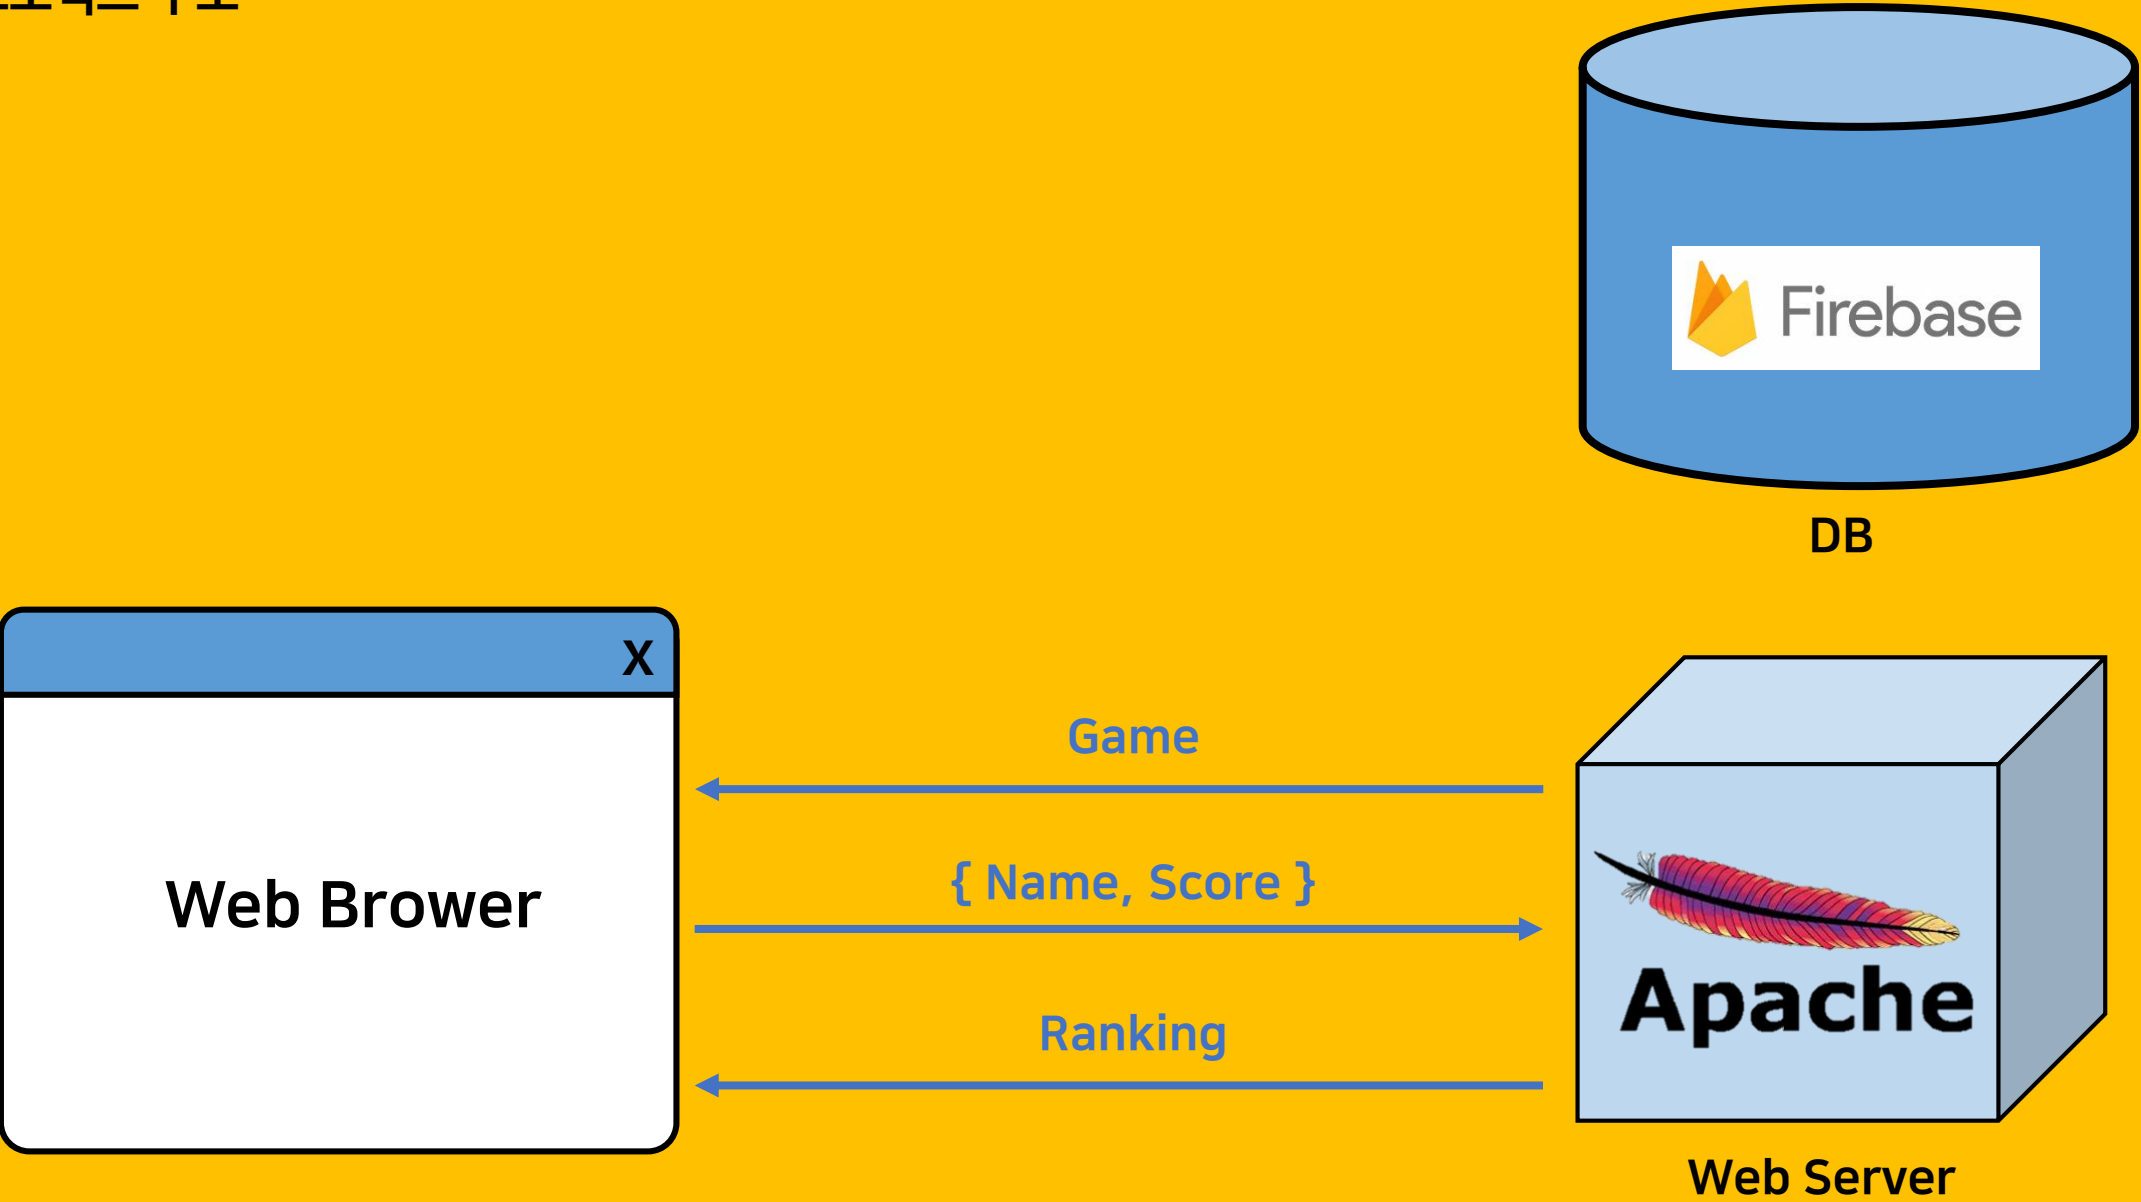 Firebase
DB
X
Game
{ Name, Score }
Web Brower
Apache
Ranking
Web Server